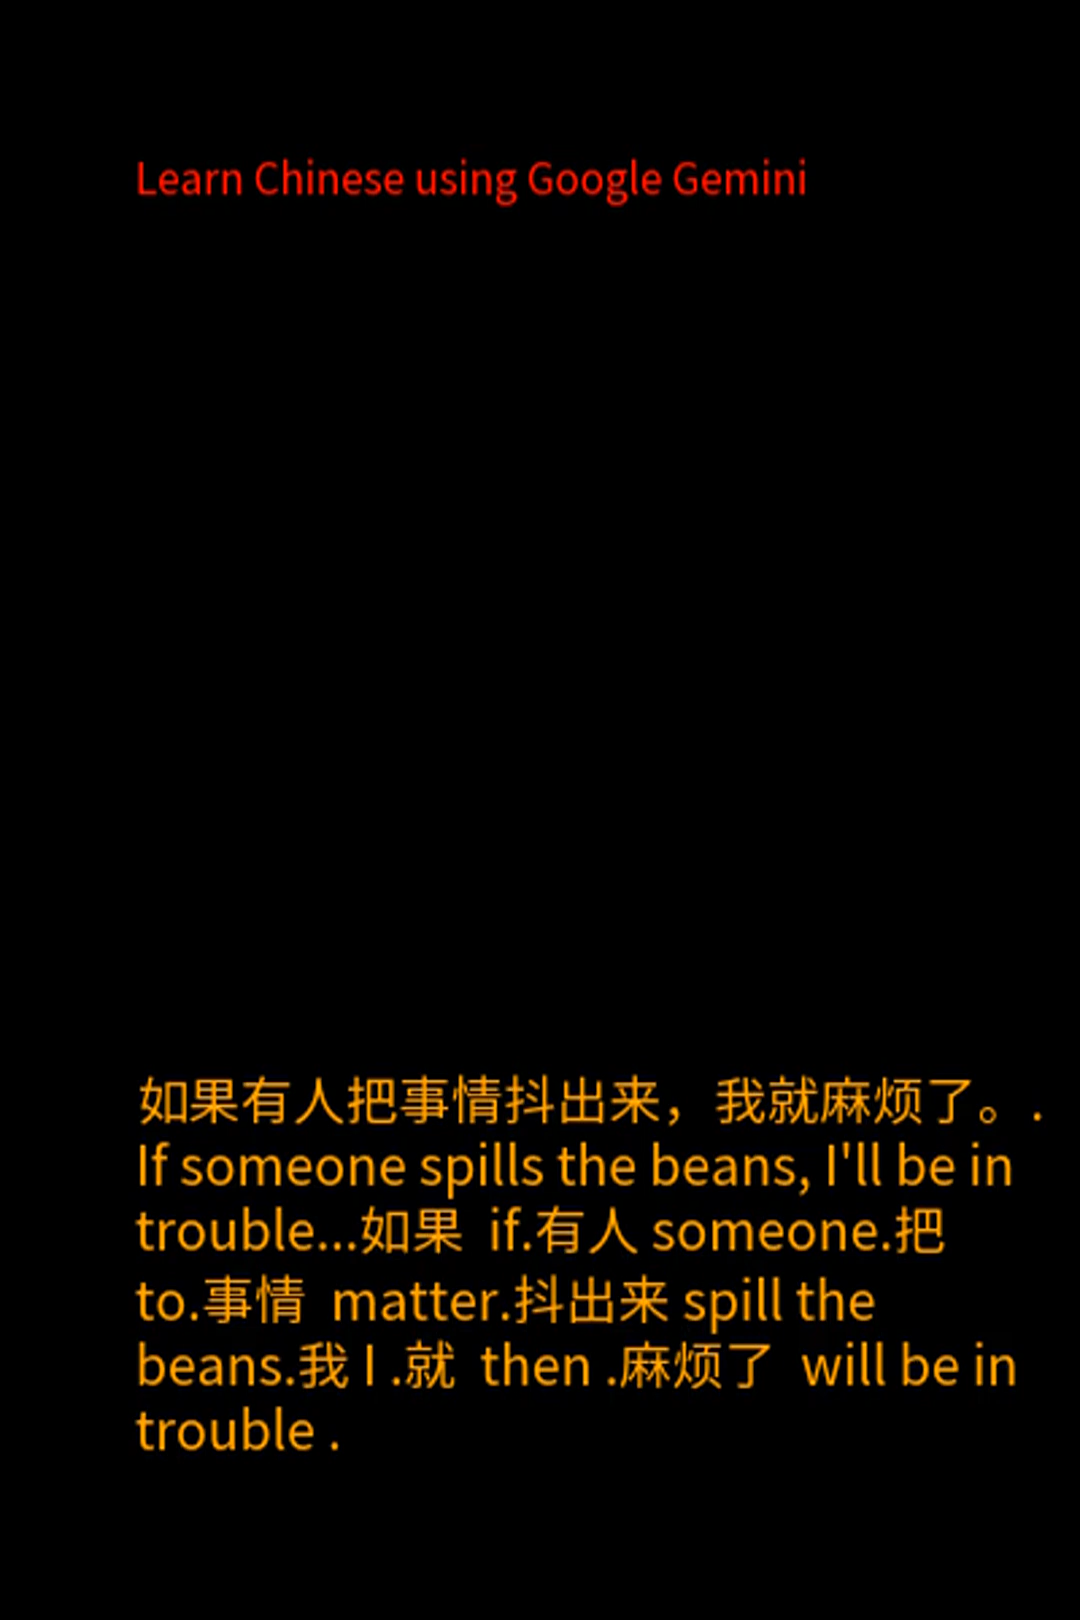 Learn Chinese using Google Gemini
如果有人把事情抖出来，我就麻烦了。.
If someone spills the beans, I'll be in
trouble...如果  if.有人 someone.把
to.事情  matter.抖出来 spill the
beans.我 I .就  then .麻烦了  will be in
trouble .